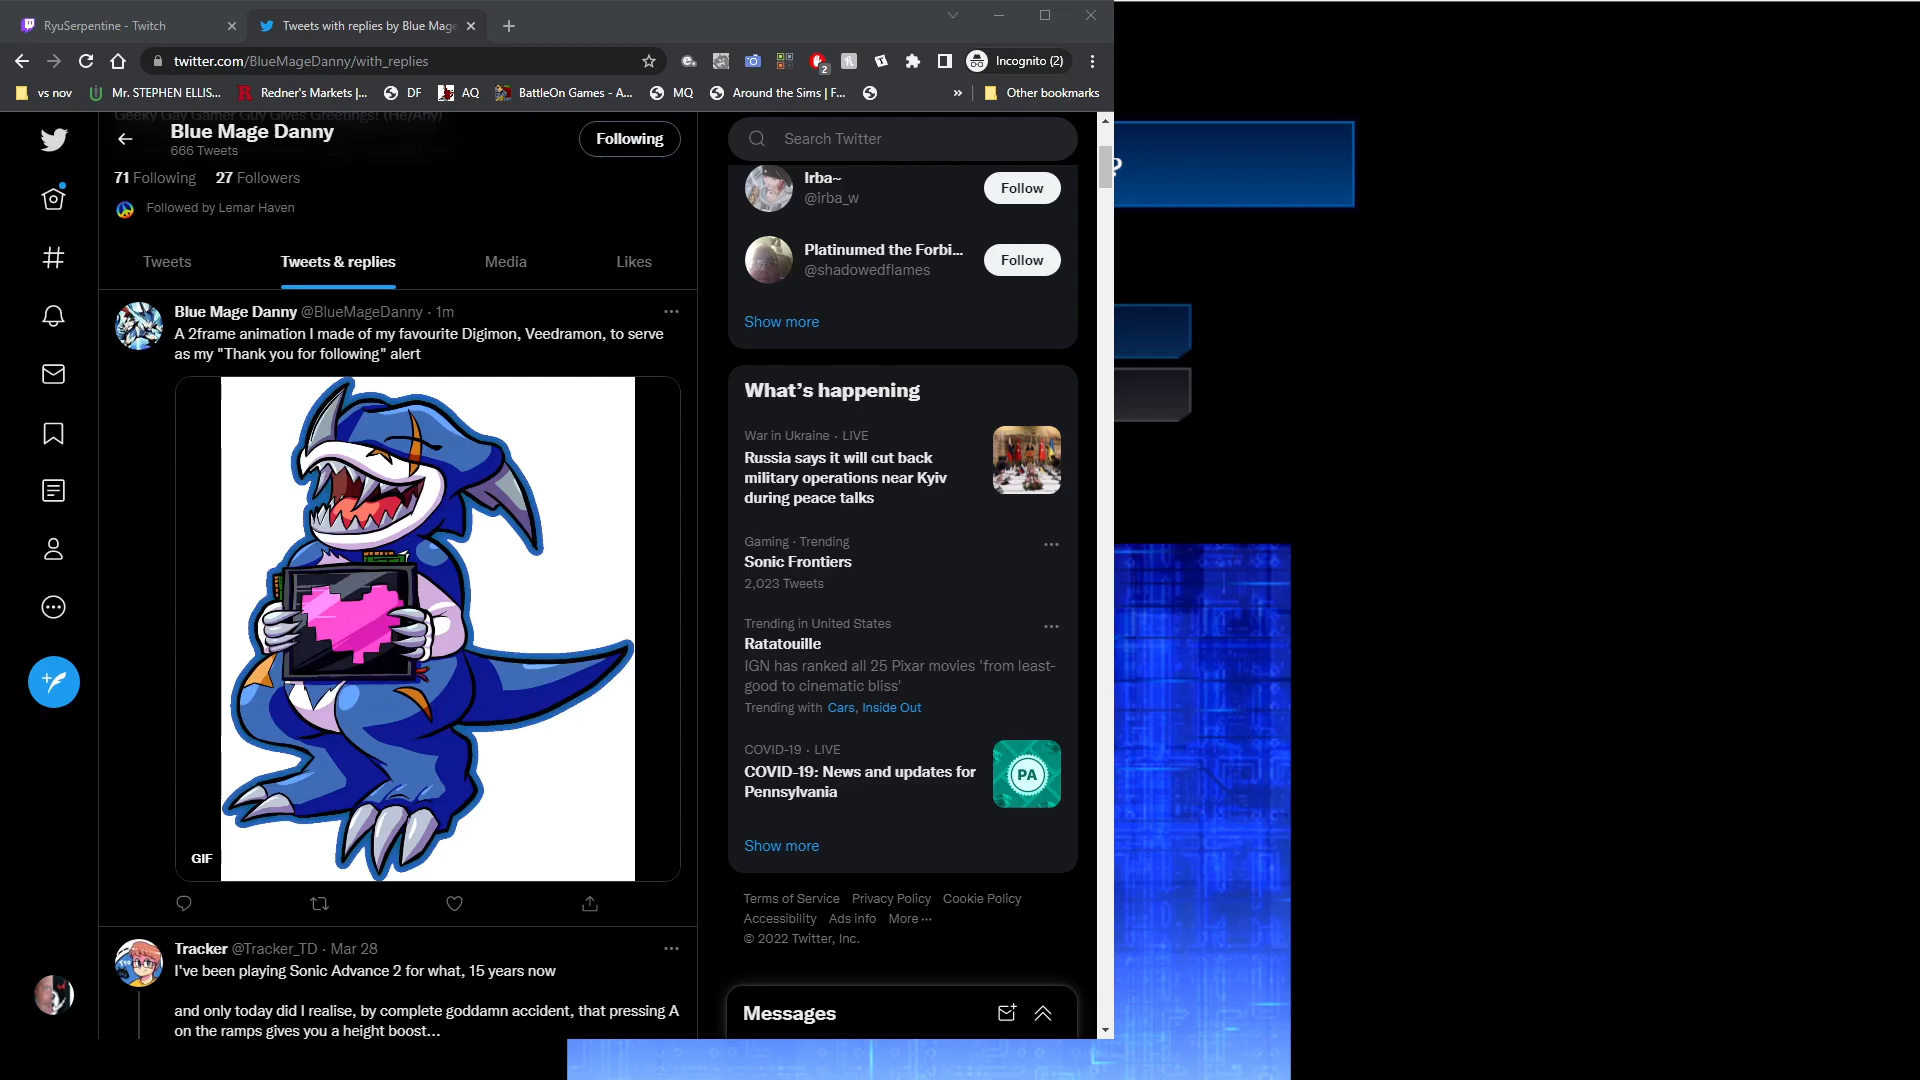 RyuSerpentine - Twitch
Tweets with replies by Blue Mage
twitter.com/BlueMageDanny/with_replies
2
Incognito (2)
vs nov
Mr. STEPHEN ELLIS...
Redner's Markets |...
DF
AQ
BattleOn Games - A...
MQ
Around the Sims | F...
»
Other bookmarks
Geeky Gay Gamer Guy Gives Greetings! (He/Any)
Blue Mage Danny
666 Tweets
Following
71 Following 27 Followers
Followed by Lemar Haven
Tweets
Tweets & replies
Media
Likes
Blue Mage Danny @BlueMageDanny · 1m
A 2frame animation I made of my favourite Digimon, Veedramon, to serve
as my "Thank you for following" alert
GIF
Tracker @Tracker_TD · Mar 28
I've been playing Sonic Advance 2 for what, 15 years now
and only today did I realise, by complete goddamn accident, that pressing A
on the ramps gives you a height boost...
Search Twitter
Irba~
@irba_w
Follow
Platinumed the Forbi...
@shadowedflames
Follow
Show more
What's happening
War in Ukraine · LIVE
Russia says it will cut back
military operations near Kyiv
during peace talks
Gaming · Trending
Sonic Frontiers
2,023 Tweets
Trending in United States
Ratatouille
IGN has ranked all 25 Pixar movies 'from least-
good to cinematic bliss'
Trending with Cars, Inside Out
COVID-19 · LIVE
COVID-19: News and updates for
Pennsylvania
PA
Show more
Terms of Service Privacy Policy Cookie Policy
Accessibility Ads info More ···
© 2022 Twitter, Inc.
Messages
?